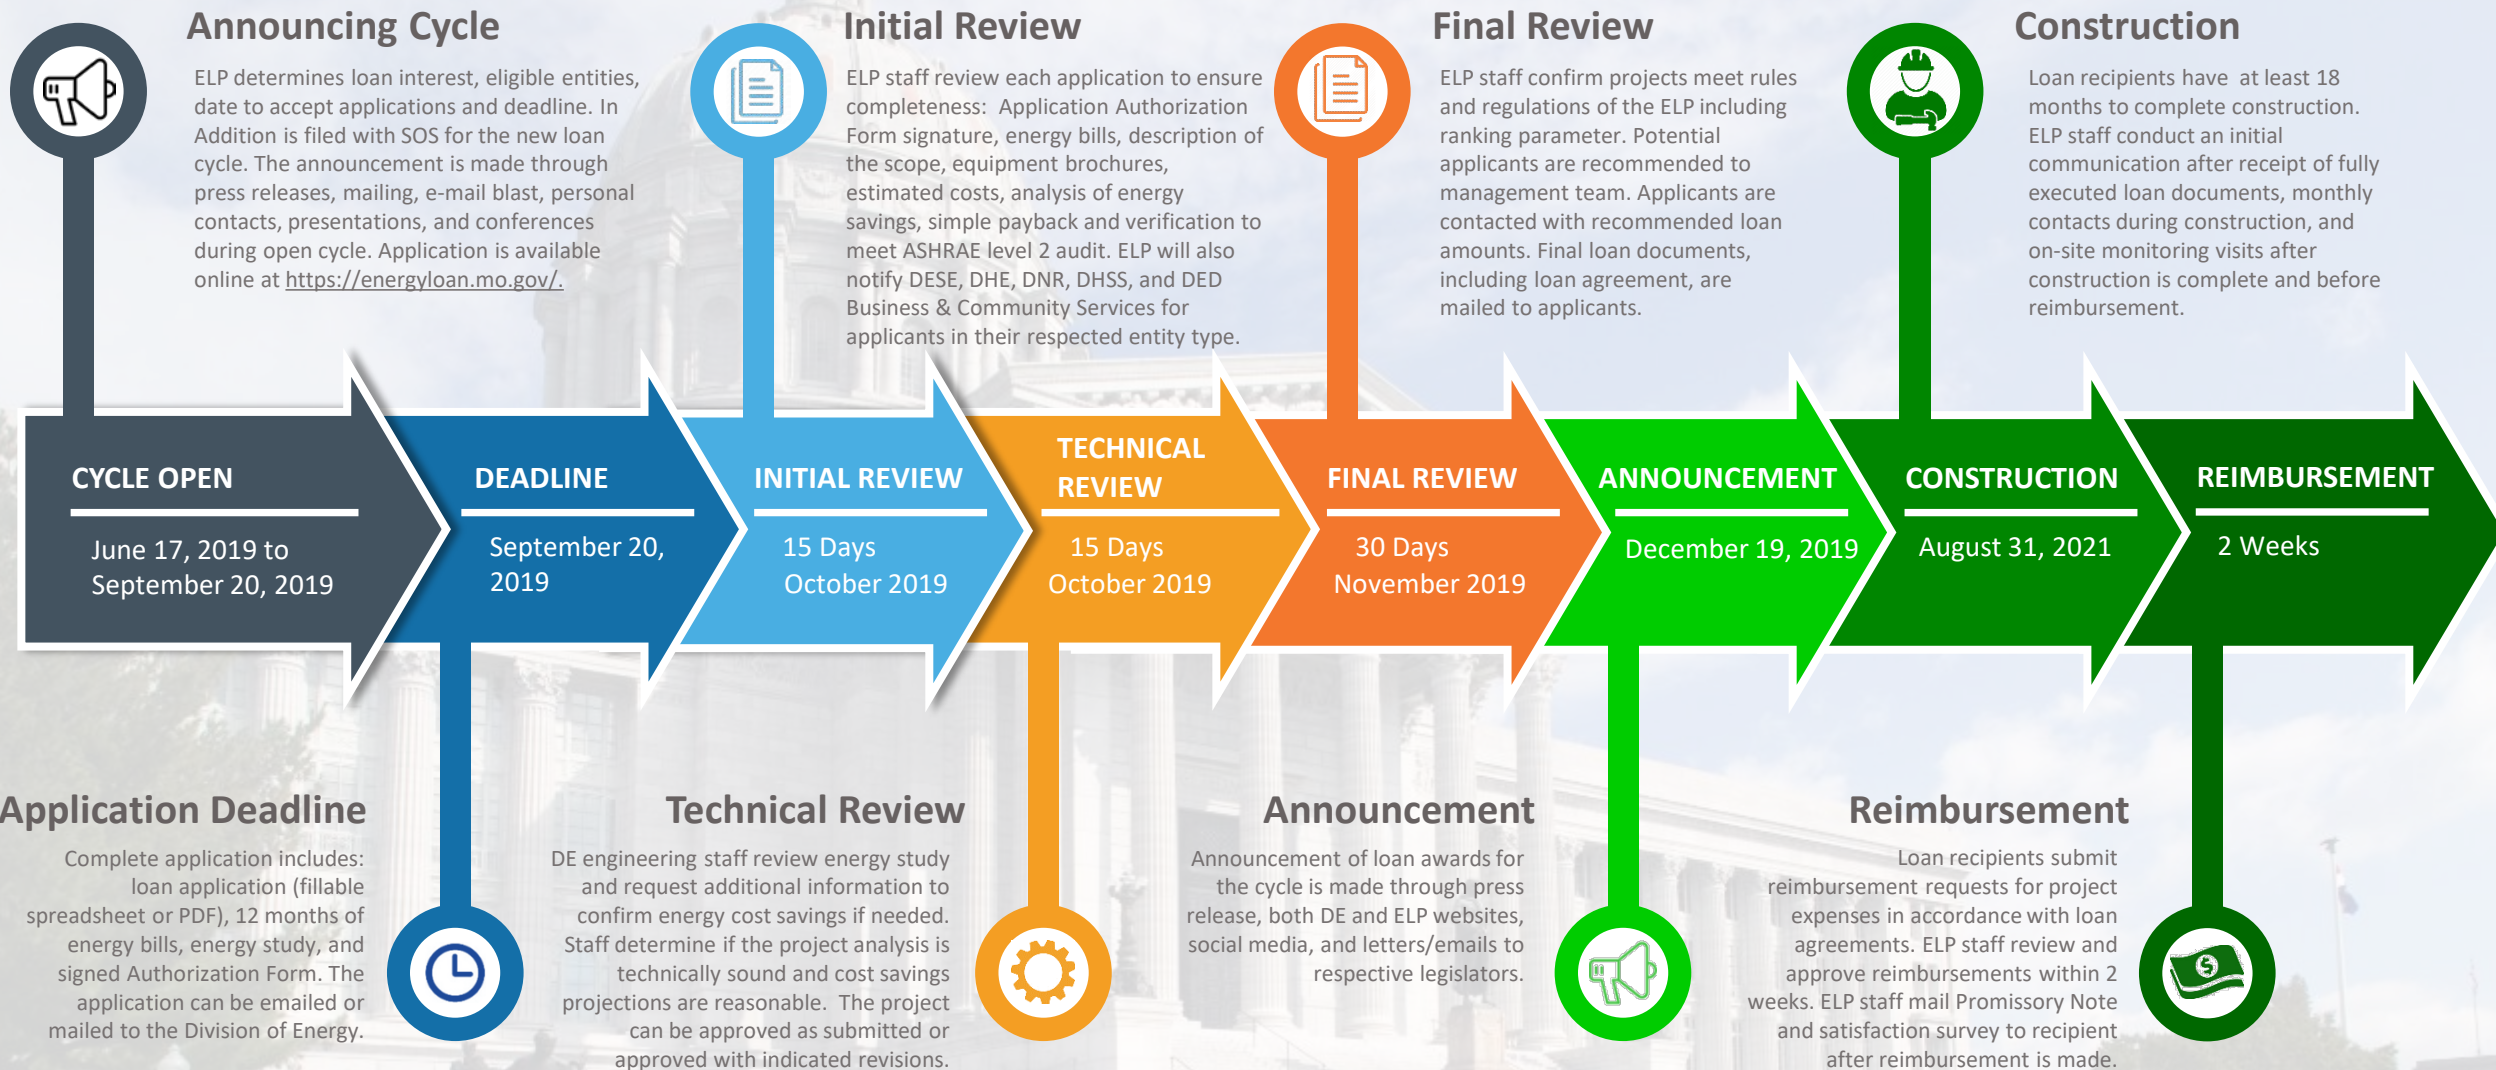 Announcing Cycle
ELP determines loan interest, eligible entities,
date to accept applications and deadline. In
Addition is filed with SOS for the new loan
cycle. The announcement is made through
press releases, mailing, e-mail blast, personal
contacts, presentations, and conferences
during open cycle. Application is available
online at https://energyloan.mo.gov/.
Initial Review
ELP staff review each application to ensure
completeness: Application Authorization
Form signature, energy bills, description of
the scope, equipment brochures,
estimated costs, analysis of energy
savings, simple payback and verification to
meet ASHRAE level 2 audit. ELP will also
notify DESE, DHE, DNR, DHSS, and DED
Business & Community Services for
applicants in their respected entity type.
Final Review
ELP staff confirm projects meet rules
and regulations of the ELP including
ranking parameter. Potential
applicants are recommended to
management team. Applicants are
contacted with recommended loan
amounts. Final loan documents,
including loan agreement, are
mailed to applicants.
Construction
Loan recipients have at least 18
months to complete construction.
ELP staff conduct an initial
communication after receipt of fully
executed loan documents, monthly
contacts during construction, and
on-site monitoring visits after
construction is complete and before
reimbursement.
CYCLE OPEN
June 17, 2019 to
September 20, 2019
DEADLINE
September 20,
2019
INITIAL REVIEW
15 Days
October 2019
TECHNICAL
REVIEW
15 Days
October 2019
FINAL REVIEW
30 Days
November 2019
ANNOUNCEMENT
December 19, 2019
CONSTRUCTION
August 31, 2021
REIMBURSEMENT
2 Weeks
Application Deadline
Complete application includes:
loan application (fillable
spreadsheet or PDF), 12 months of
energy bills, energy study, and
signed Authorization Form. The
application can be emailed or
mailed to the Division of Energy.
Technical Review
DE engineering staff review energy study
and request additional information to
confirm energy cost savings if needed.
Staff determine if the project analysis is
technically sound and cost savings
projections are reasonable. The project
can be approved as submitted or
approved with indicated revisions.
Announcement
Announcement of loan awards for
the cycle is made through press
release, both DE and ELP websites,
social media, and letters/emails to
respective legislators.
Reimbursement
Loan recipients submit
reimbursement requests for project
expenses in accordance with loan
agreements. ELP staff review and
approve reimbursements within 2
weeks. ELP staff mail Promissory Note
and satisfaction survey to recipient
after reimbursement is made.
$